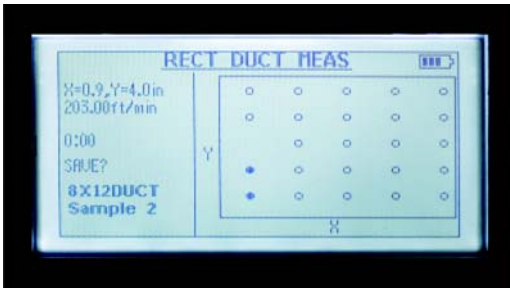 RECT DUCT MEAS
X=0.9,Y=4.0in
203.00ft/min
0:00
SAVE?
8X12DUCT
Sample 2
Y
X